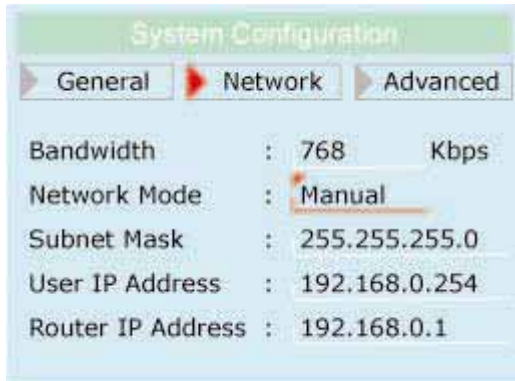 System Configuration
General Network Advanced
Bandwidth : 768 Kbps
Network Mode : Manual
Subnet Mask : 255.255.255.0
User IP Address : 192.168.0.254
Router IP Address : 192.168.0.1